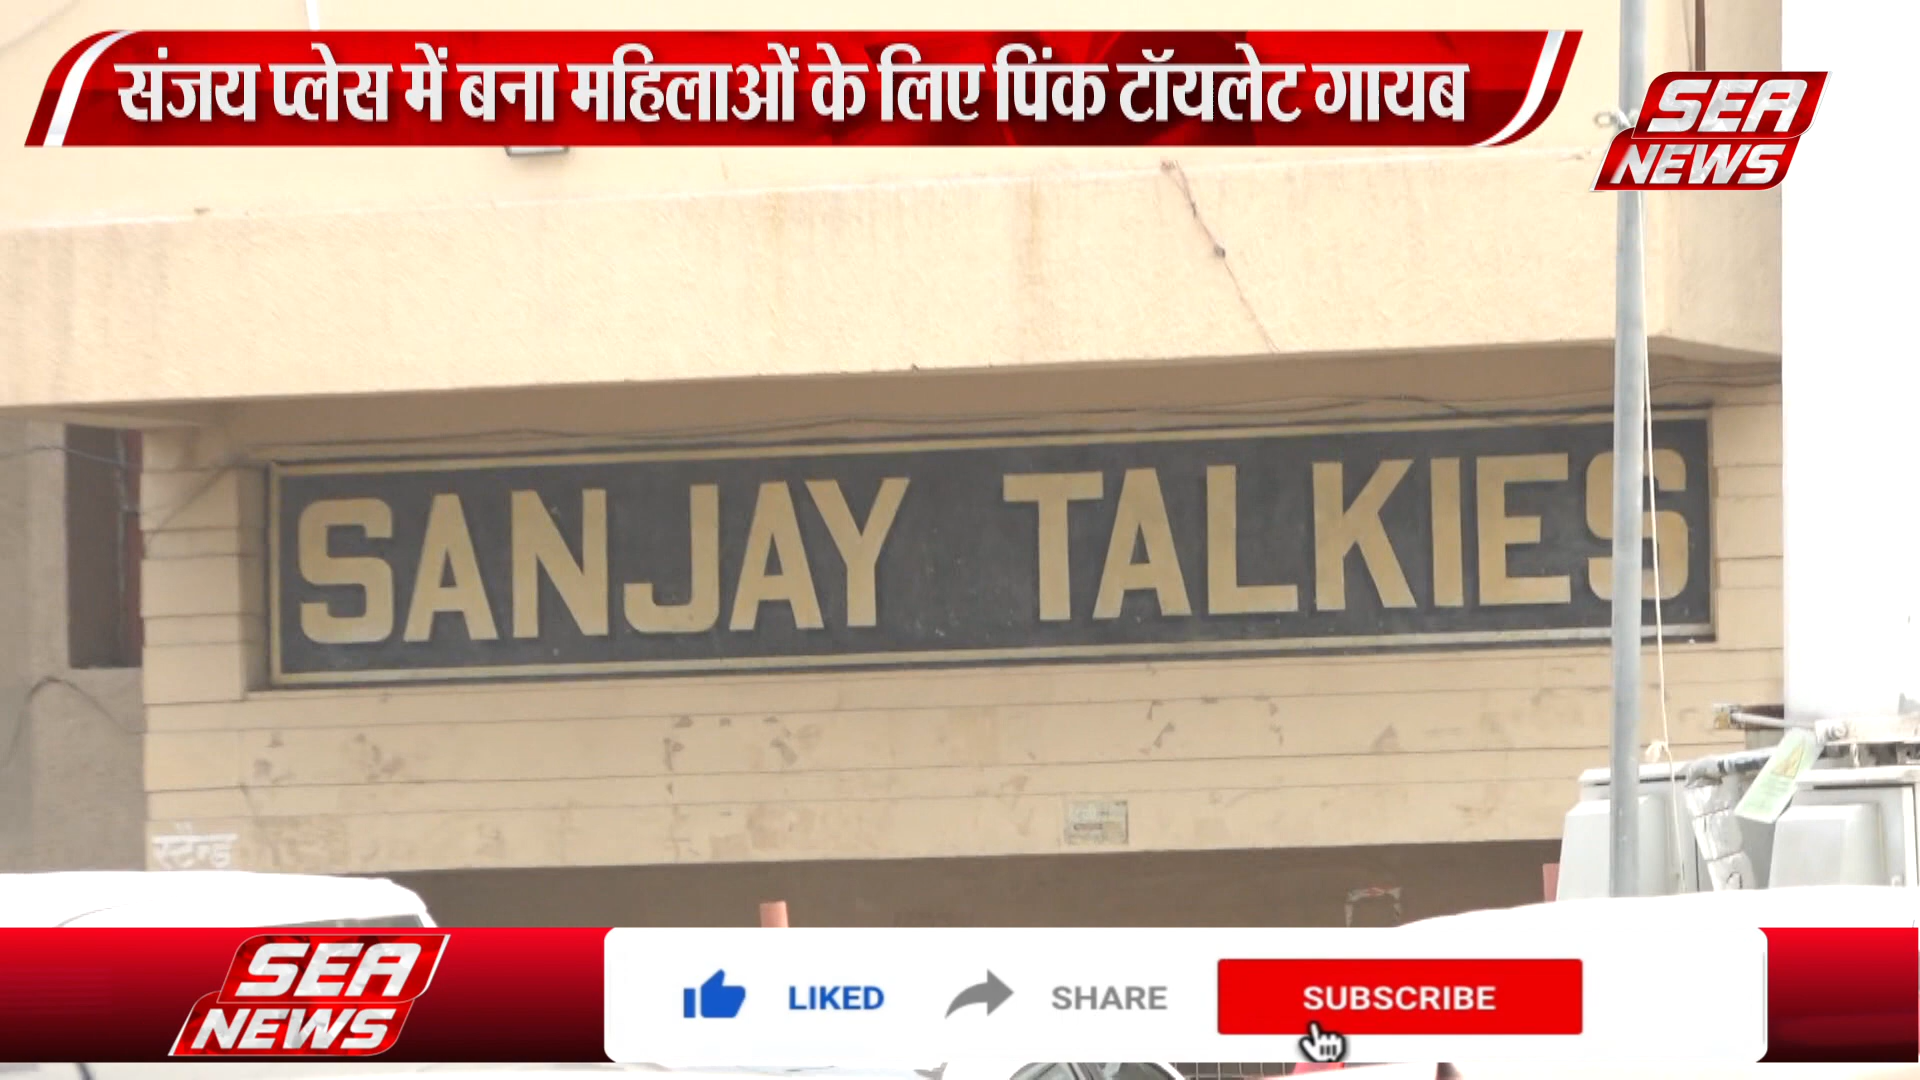 संजय प्लेस में बना महिलाओं के लिए पिंक टॉयलेट गायब
SEA
NEWS
SANJAY TALKIES
स्टैन्ड
SEA
NEWS
LIKED
SHARE
SUBSCRIBE